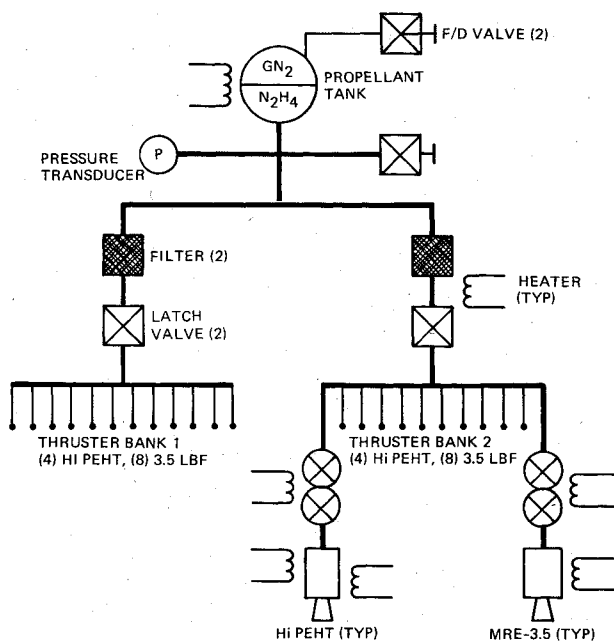 F/D VALVE (2)
GN2
N2H4
PROPELLANT
TANK
PRESSURE
TRANSDUCER
P
FILTER (2)
HEATER
(TYP)
LATCH
VALVE (2)
THRUSTER BANK 1
(4) HI PEHT, (8) 3.5 LBF
THRUSTER BANK 2
(4) Hi PEHT, (8) 3.5 LBF
Hi PEHT (TYP)
MRE-3.5 (TYP)